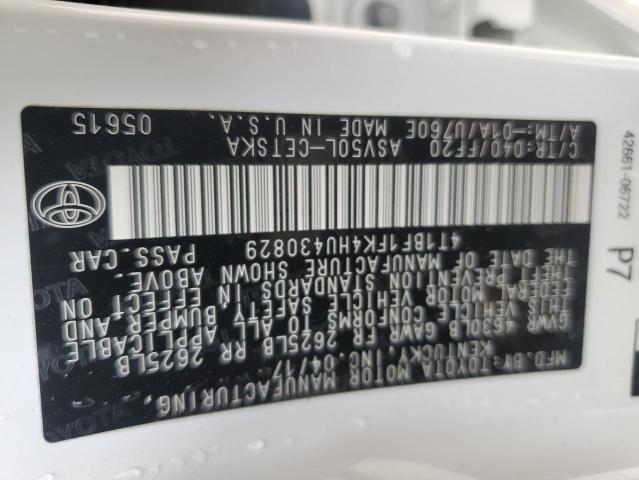 MFD. BY: TOYOTA MOTOR MANUFACTURING,
KENTUCKY INC. 04/17
GVWR 4630LB GAWR FR 2625LB RR 2625LB
THIS VEHICLE CONFORMS TO ALL APPLICABLE
FEDERAL MOTOR VEHICLE SAFETY BUMPER AND
THEFT PREVENTION STANDARDS IN EFFECT ON
THE DATE OF MANUFACTURE SHOWN ABOVE.
4T1BF1FK4HU430829 PASS. CAR
C/TR: 040/FF20 ASV50L-CETSKA 05615
A/TM: -01A/U760E MADE IN U.S.A.
42661-06722
P7
TOYOTA
TOYOTA
TOYOTA